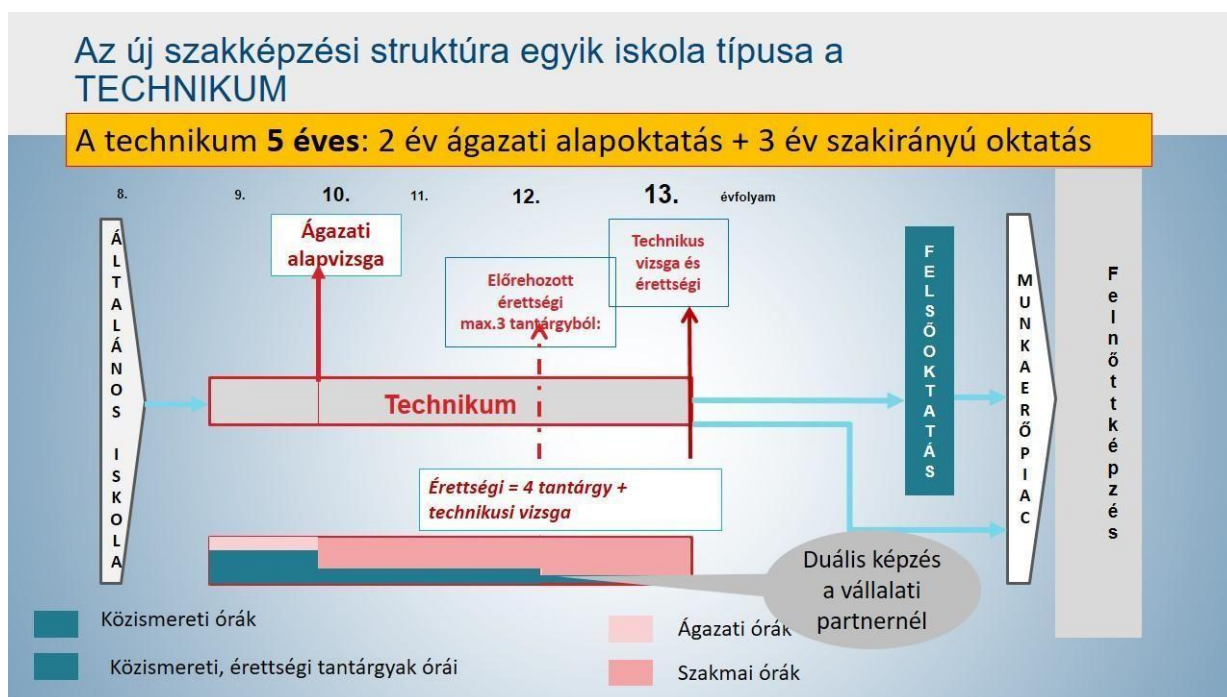 Az új szakképzési struktúra egyik iskola típusa a
TECHNIKUM
A technikum 5 éves: 2 év ágazati alapoktatás + 3 év szakirányú oktatás
8. 9. 10. 11. 12. 13. évfolyam
ÁLTALÁNOS ISKOLA
Ágazati
alapvizsga
Előrehozott
érettségi
max.3 tantárgyból:
Technikus
vizsga és
érettségi
Technikum
Érettségi = 4 tantárgy +
technikusi vizsga
FELSŐOKTATÁS
MUNKAERŐPIAC
Felnőttképzés
Duális képzés
a vállalati
partnernél
Közismereti órák
Közismereti, érettségi tantárgyak órái
Ágazati órák
Szakmai órák